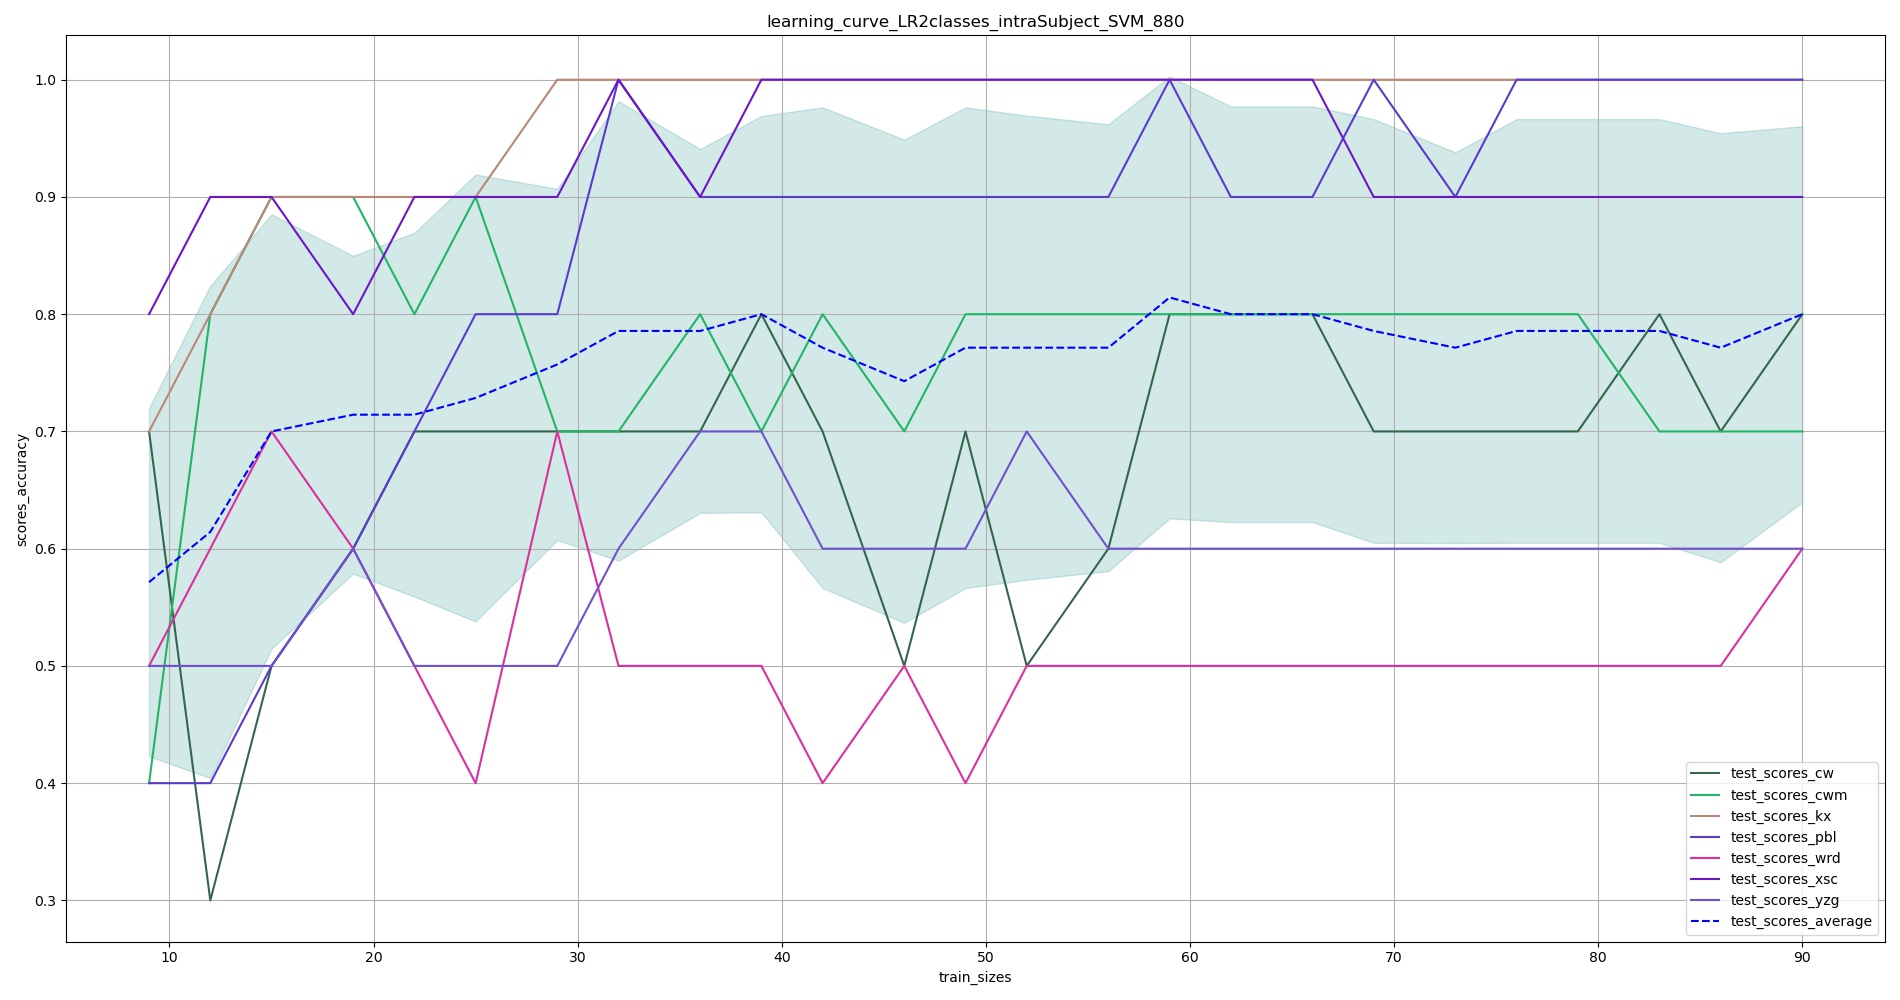 learning_curve_LR2classes_intraSubject_SVM_880
1.0
0.9
0.8
0.7
0.6
0.5
0.4
0.3
scores_accuracy
10
20
30
40
50
60
70
80
90
train_sizes
test_scores_cw
test_scores_cwm
test_scores_kx
test_scores_pbl
test_scores_wrd
test_scores_xsc
test_scores_yzg
test_scores_average